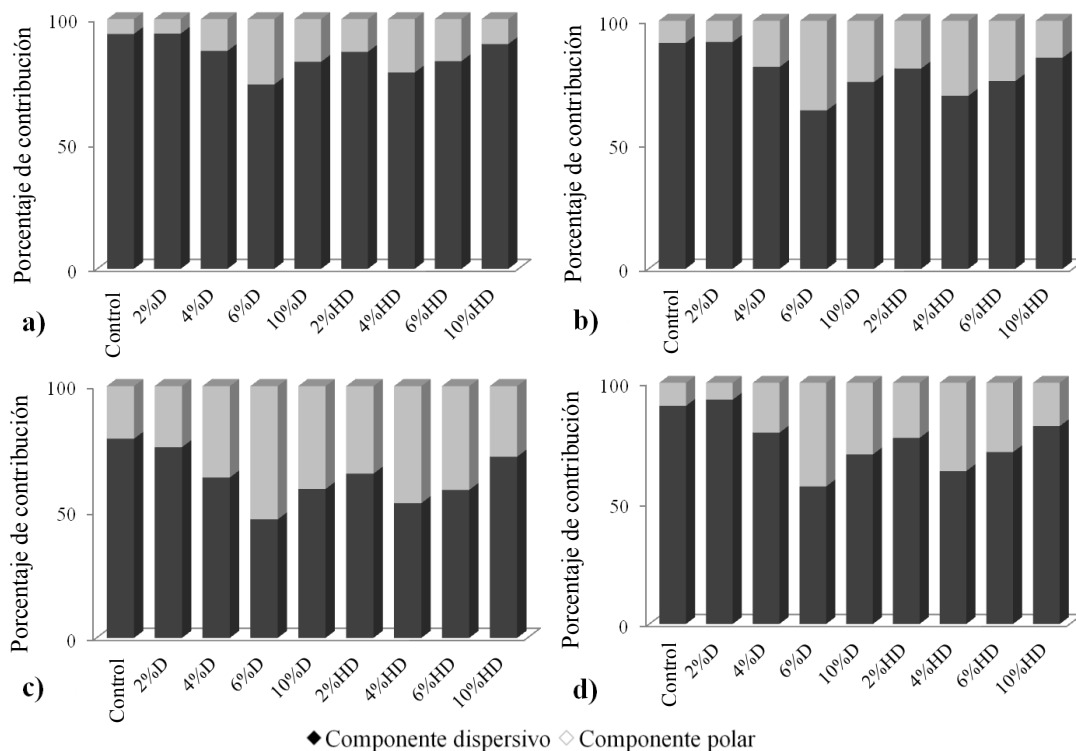 Porcentaje de contribución
100
50
0
Control
2%D
4%D
6%D
10%D
2%HD
4%HD
6%HD
10%HD
a)
Porcentaje de contribución
100
50
0
Control
2%D
4%D
6%D
10%D
2%HD
4%HD
6%HD
10%HD
b)
Porcentaje de contribución
100
50
0
Control
2%D
4%D
6%D
10%D
2%HD
4%HD
6%HD
10%HD
c)
Porcentaje de contribución
100
50
0
Control
2%D
4%D
6%D
10%D
2%HD
4%HD
6%HD
10%HD
d)
Componente dispersivo Componente polar